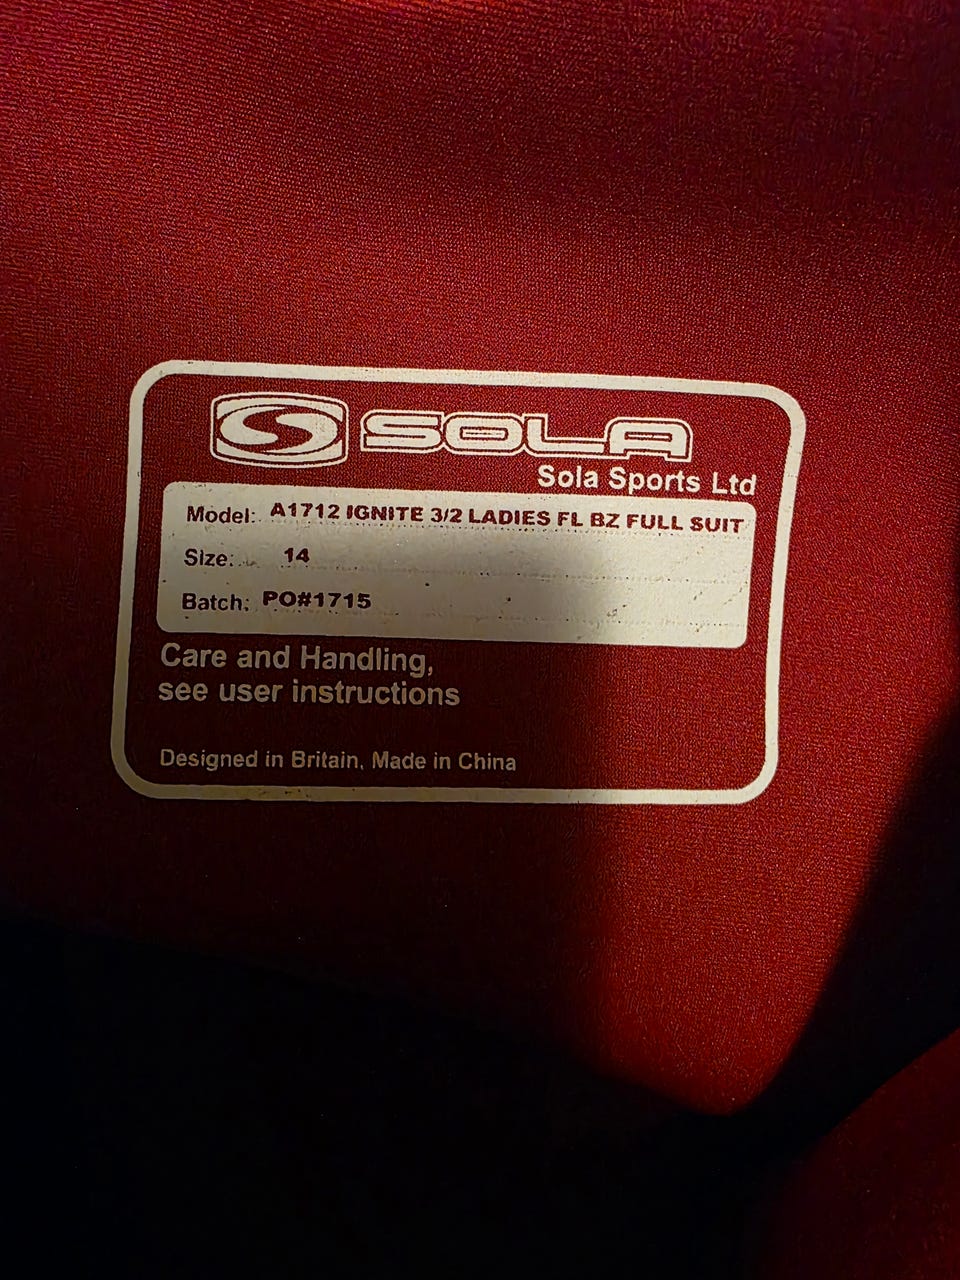 SOLA
Sola Sports Ltd
Model: A1712 IGNITE 3/2 LADIES FL BZ FULL SUIT
Size: 14
Batch: PO#1715
Care and Handling,
see user instructions
Designed in Britain, Made in China